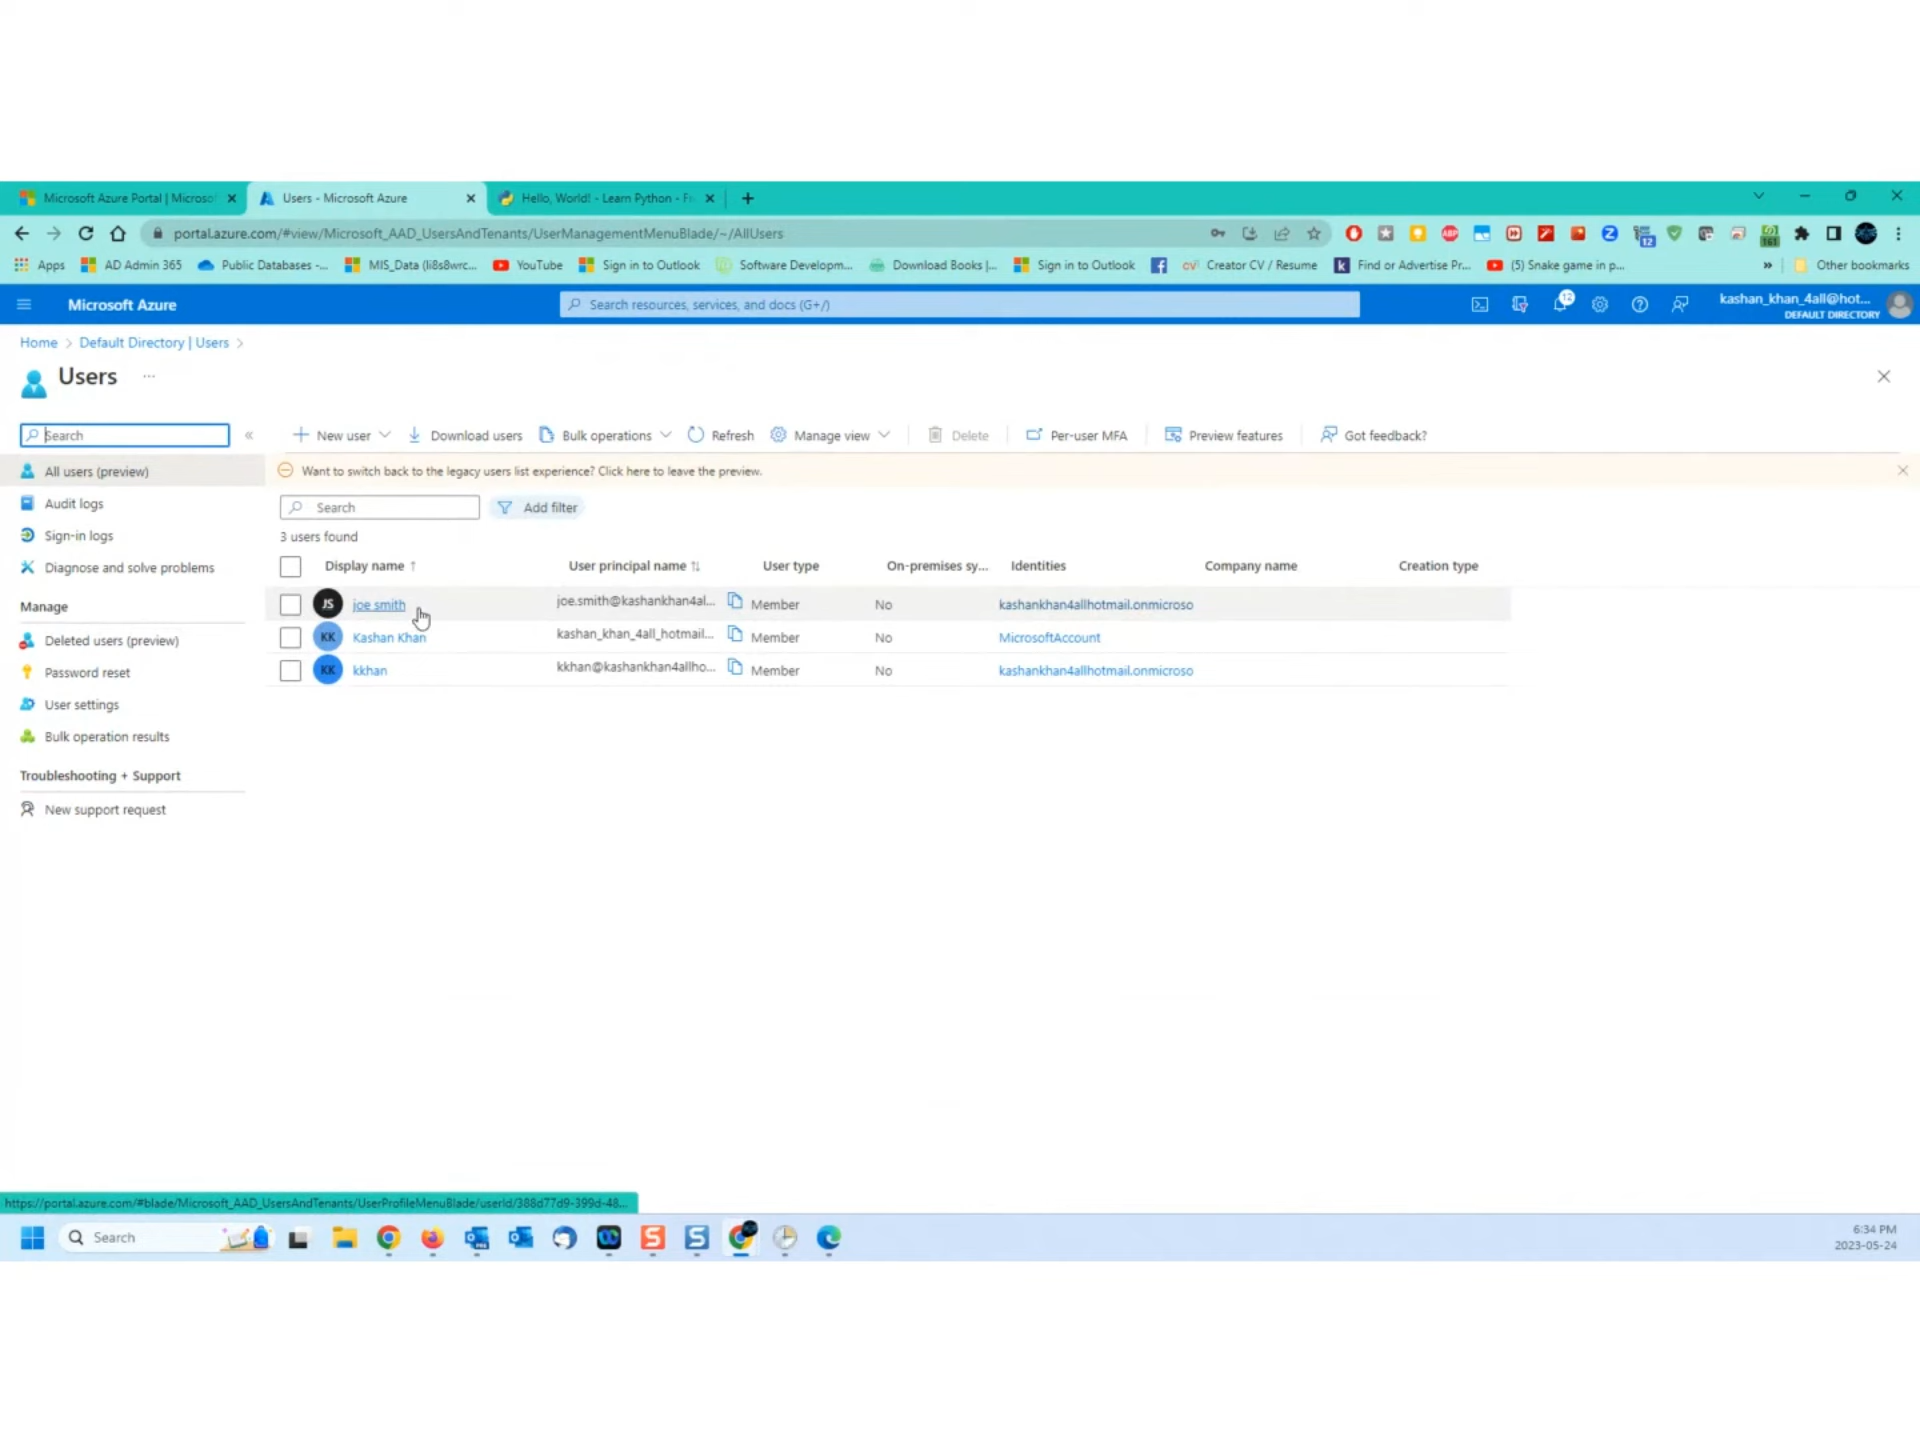 Microsoft Azure Portal | Microsof
Users - Microsoft Azure
Hello, World! - Learn Python - Fr
portal.azure.com/#view/Microsoft_AAD_UsersAndTenants/UserManagementMenuBlade/~/AllUsers
Apps
AD Admin 365
Public Databases -...
MIS_Data (li8s8wrc...
YouTube
Sign in to Outlook
Software Developm...
Download Books |...
Sign in to Outlook
Creator CV / Resume
Find or Advertise Pr...
(5) Snake game in p...
»
Other bookmarks
Microsoft Azure
Search resources, services, and docs (G+/)
12
kashan_khan_4all@hot...
DEFAULT DIRECTORY
Home > Default Directory | Users >
Users ...
Search
«
New user
Download users
Bulk operations
Refresh
Manage view
Delete
Per-user MFA
Preview features
Got feedback?
All users (preview)
Audit logs
Sign-in logs
Diagnose and solve problems
Manage
Deleted users (preview)
Password reset
User settings
Bulk operation results
Troubleshooting + Support
New support request
Want to switch back to the legacy users list experience? Click here to leave the preview.
Search
Add filter
3 users found
Display name ↑ User principal name ↑↓ User type On-premises sy... Identities Company name Creation type
JS joe smith joe.smith@kashankhan4al... Member No kashankhan4allhotmail.onmicroso
KK Kashan Khan kashan_khan_4all_hotmail... Member No MicrosoftAccount
KK kkhan kkhan@kashankhan4allho... Member No kashankhan4allhotmail.onmicroso
https://portal.azure.com/#blade/Microsoft_AAD_UsersAndTenants/UserProfileMenuBlade/userId/388d77d9-399d-48...
Search
6:34 PM
2023-05-24